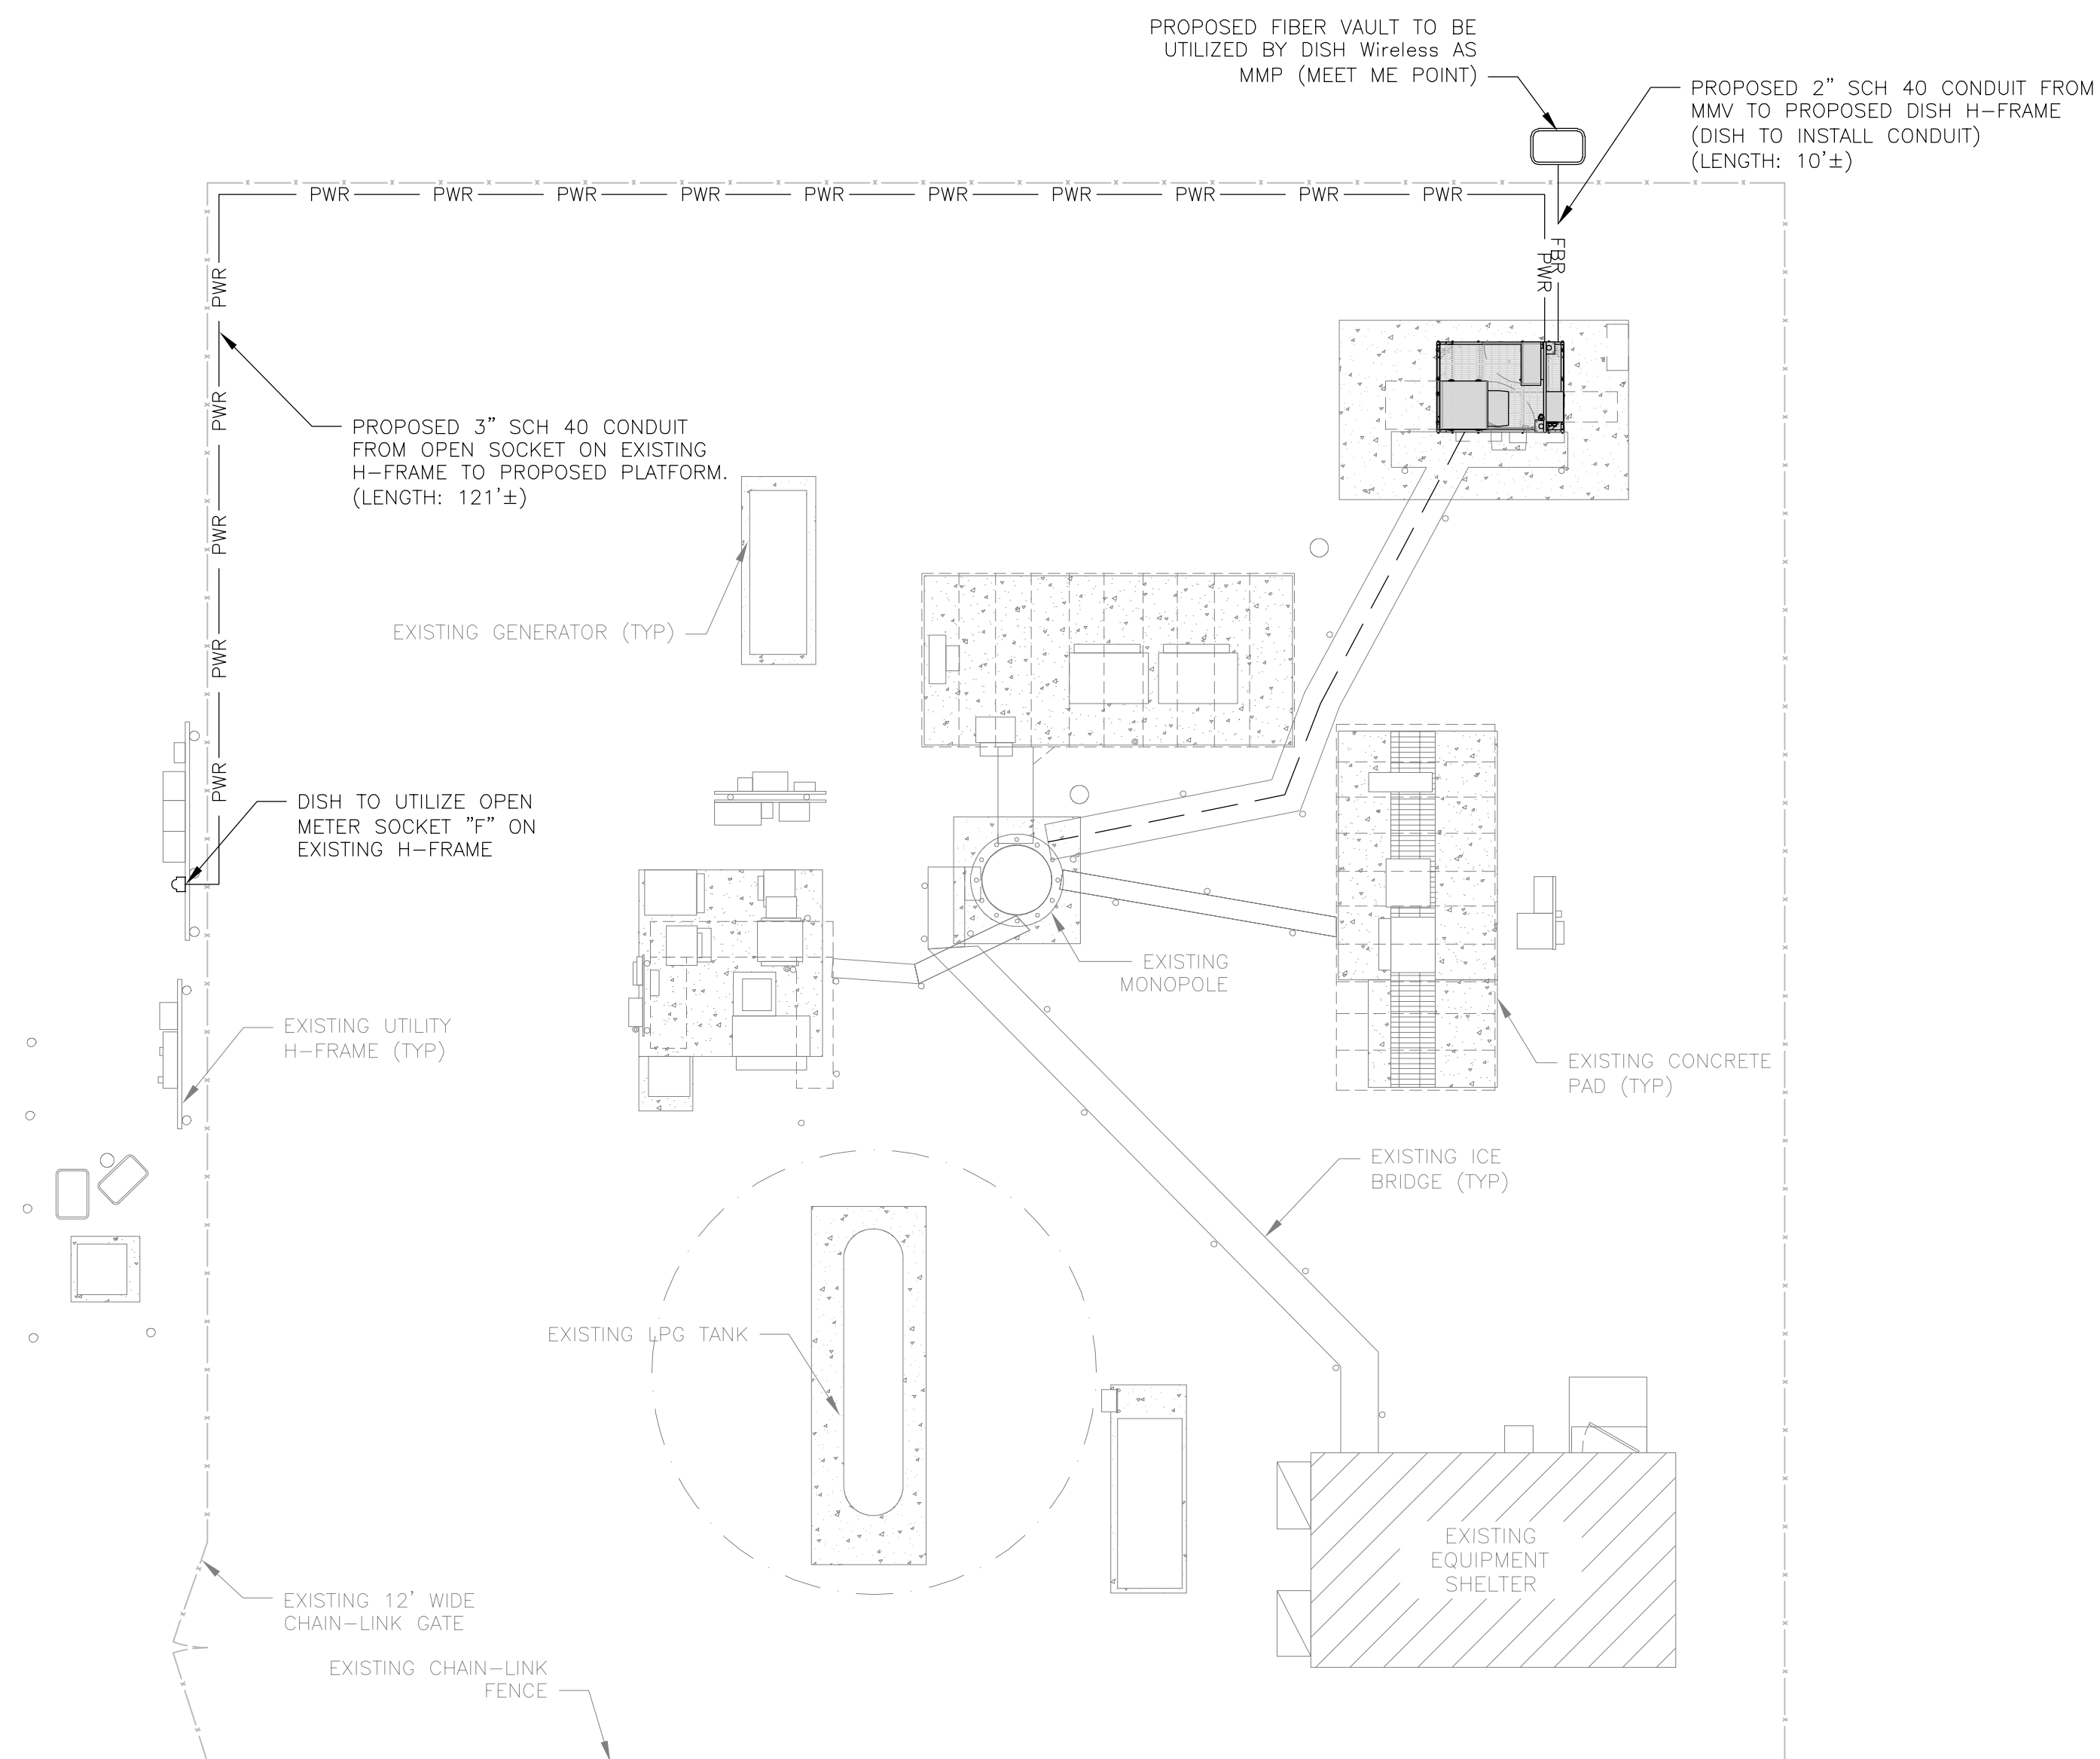 PROPOSED FIBER VAULT TO BE
UTILIZED BY DISH Wireless AS
MMP (MEET ME POINT)
PROPOSED 2" SCH 40 CONDUIT FROM
MMV TO PROPOSED DISH H-FRAME
(DISH TO INSTALL CONDUIT)
(LENGTH: 10'±)
PWR PWR PWR PWR PWR PWR PWR PWR PWR PWR
FBR
PWR
PWR
PWR
PWR
PWR
PWR
PROPOSED 3" SCH 40 CONDUIT
FROM OPEN SOCKET ON EXISTING
H-FRAME TO PROPOSED PLATFORM.
(LENGTH: 121'±)
EXISTING GENERATOR (TYP)
DISH TO UTILIZE OPEN
METER SOCKET "F" ON
EXISTING H-FRAME
EXISTING
MONOPOLE
EXISTING UTILITY
H-FRAME (TYP)
EXISTING CONCRETE
PAD (TYP)
EXISTING ICE
BRIDGE (TYP)
EXISTING LPG TANK
EXISTING
EQUIPMENT
SHELTER
EXISTING 12' WIDE
CHAIN-LINK GATE
EXISTING CHAIN-LINK
FENCE